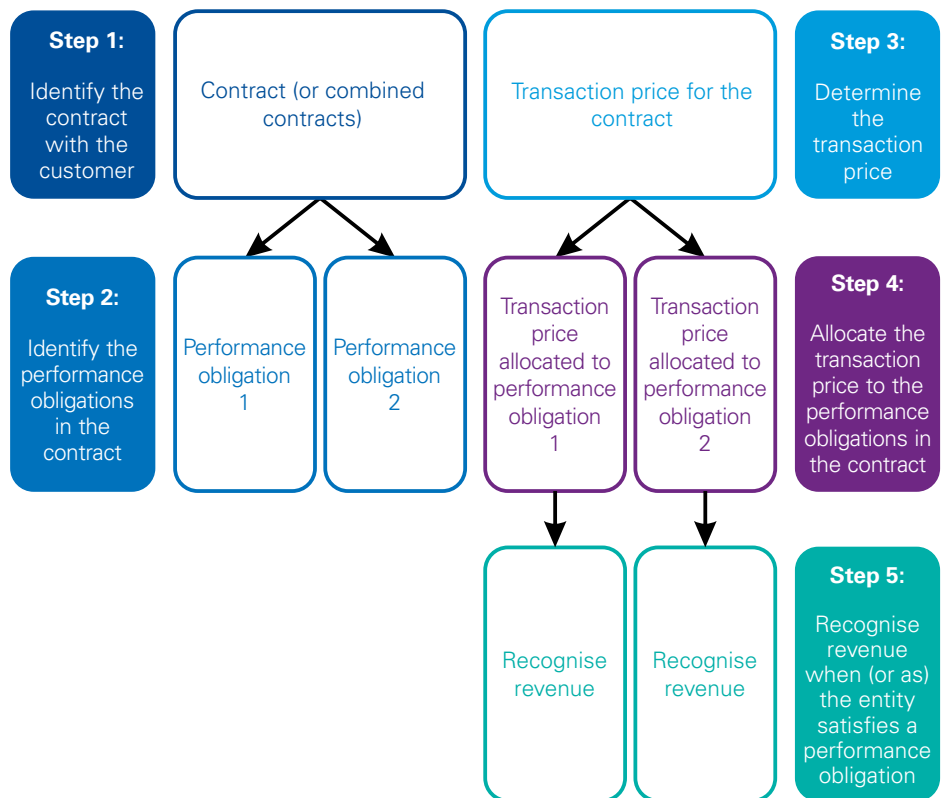 Step 1:
Identify the
contract
with the
customer
Contract (or combined
contracts)
Transaction price for the
contract
Step 3:
Determine
the
transaction
price
Step 2:
Identify the
performance
obligations
in the
contract
Performance
obligation
1
Performance
obligation
2
Transaction
price
allocated to
performance
obligation
1
Transaction
price
allocated to
performance
obligation
2
Step 4:
Allocate the
transaction
price to the
performance
obligations in
the contract
Recognise
revenue
Recognise
revenue
Step 5:
Recognise
revenue
when (or as)
the entity
satisfies a
performance
obligation